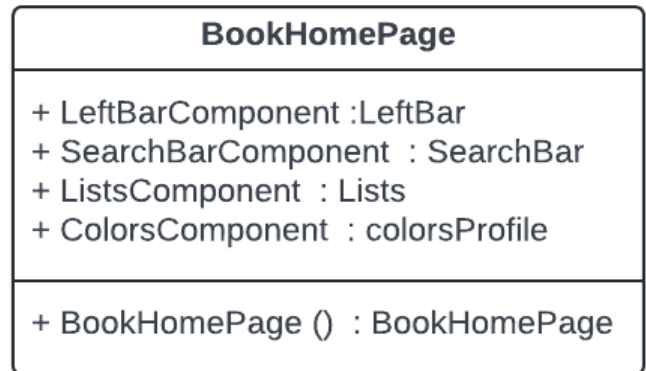 BookHomePage
+ LeftBarComponent :LeftBar
+ SearchBarComponent : SearchBar
+ ListsComponent : Lists
+ ColorsComponent : colorsProfile
+ BookHomePage () : BookHomePage